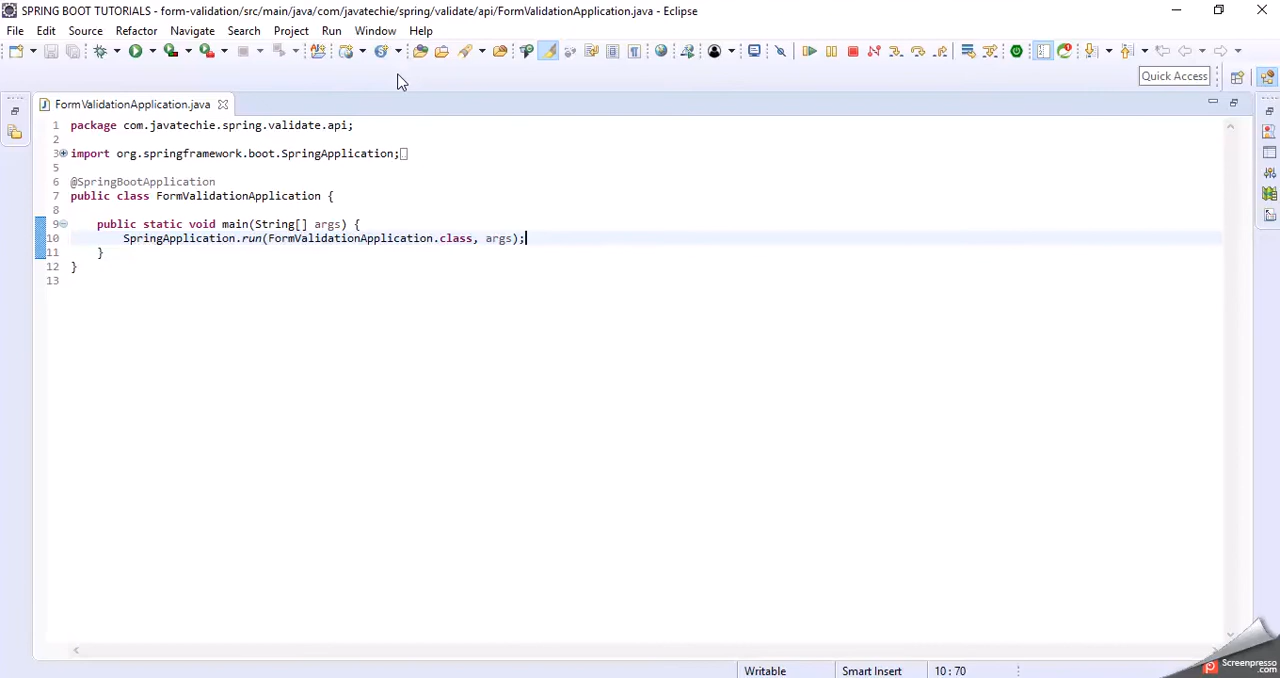 SPRING BOOT TUTORIALS - form-validation/src/main/java/com/javatechie/spring/validate/api/FormValidationApplication.java - Eclipse
File Edit Source Refactor Navigate Search Project Run Window Help
Quick Access
FormValidationApplication.java
1 package com.javatechie.spring.validate.api;
2
3 import org.springframework.boot.SpringApplication;
5
6 @SpringBootApplication
7 public class FormValidationApplication {
8
9 public static void main(String[] args) {
10 SpringApplication.run(FormValidationApplication.class, args);
11 }
12 }
13
Writable Smart Insert 10 : 70
Screenpresso
.com